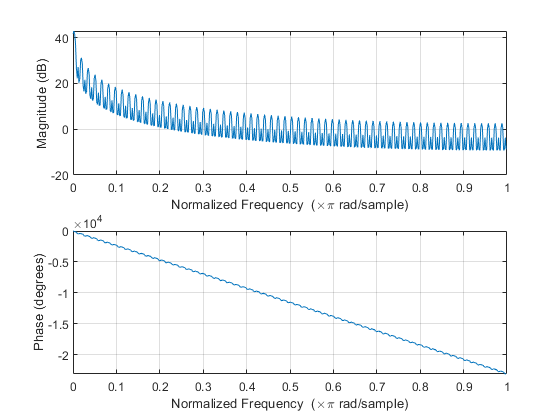 40
20
0
-20
Magnitude (dB)
0 0.1 0.2 0.3 0.4 0.5 0.6 0.7 0.8 0.9 1
Normalized Frequency (×π rad/sample)
×10^4
0
-0.5
-1
-1.5
-2
Phase (degrees)
0 0.1 0.2 0.3 0.4 0.5 0.6 0.7 0.8 0.9 1
Normalized Frequency (×π rad/sample)